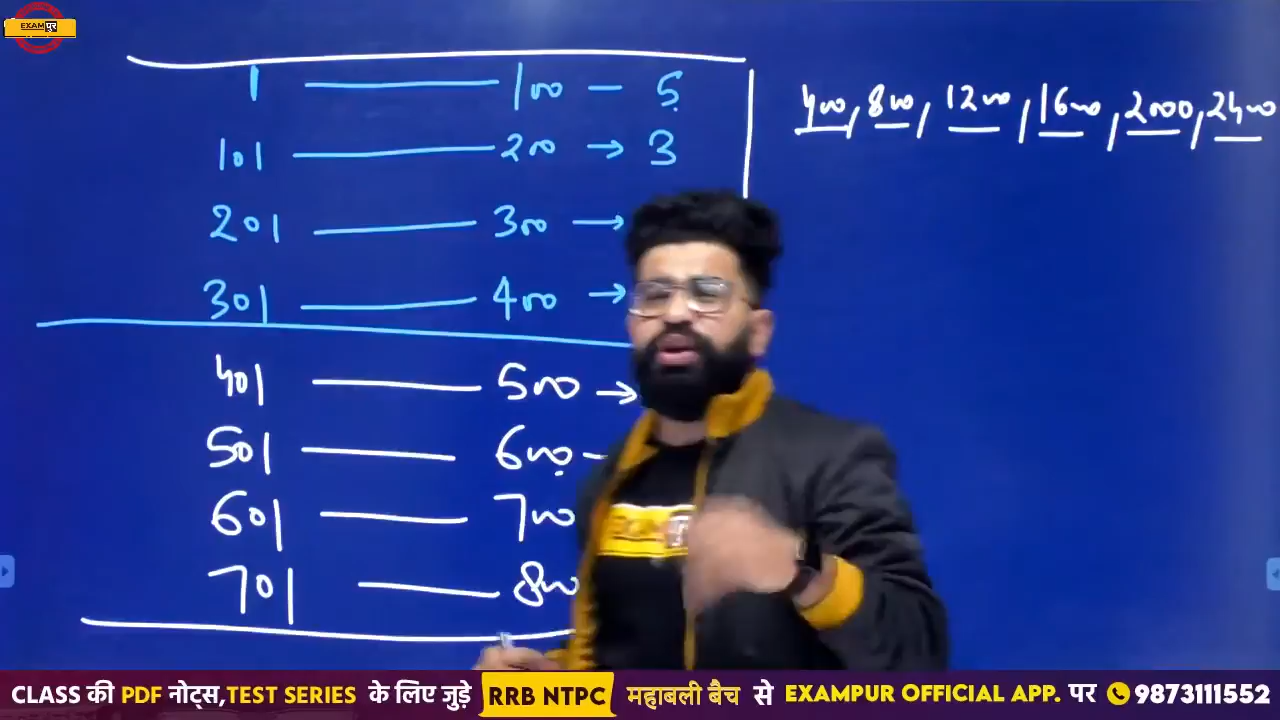 EXAMपुर
1 — 100 — 5
101 — 200 → 3
201 — 300 →
301 — 400 →
401 — 500 →
501 — 600 –
601 — 700
701 — 800
400, 800, 1200, 1600, 2000, 2400
CLASS की PDF नोट्स, TEST SERIES के लिए जुड़े RRB NTPC महाबली बैच से EXAMPUR OFFICIAL APP. पर 9873111552